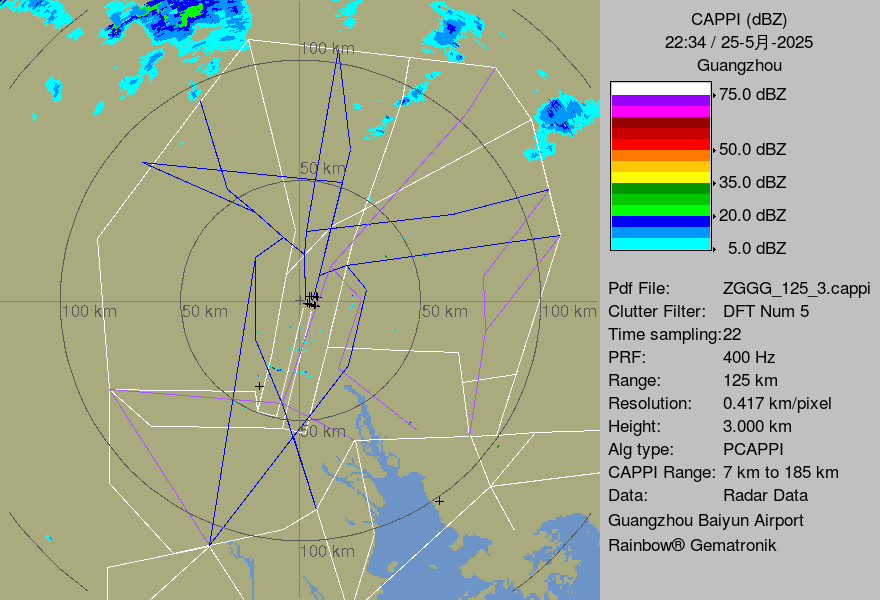 CAPPI (dBZ)
22:34 / 25-5月-2025
Guangzhou
75.0 dBZ
50.0 dBZ
35.0 dBZ
20.0 dBZ
5.0 dBZ
Pdf File: ZGGG_125_3.cappi
Clutter Filter: DFT Num 5
Time sampling:22
PRF: 400 Hz
Range: 125 km
Resolution: 0.417 km/pixel
Height: 3.000 km
Alg type: PCAPPI
CAPPI Range: 7 km to 185 km
Data: Radar Data
Guangzhou Baiyun Airport
Rainbow® Gematronik
100 km
50 km
100 km
50 km
50 km
100 km
50 km
100 km